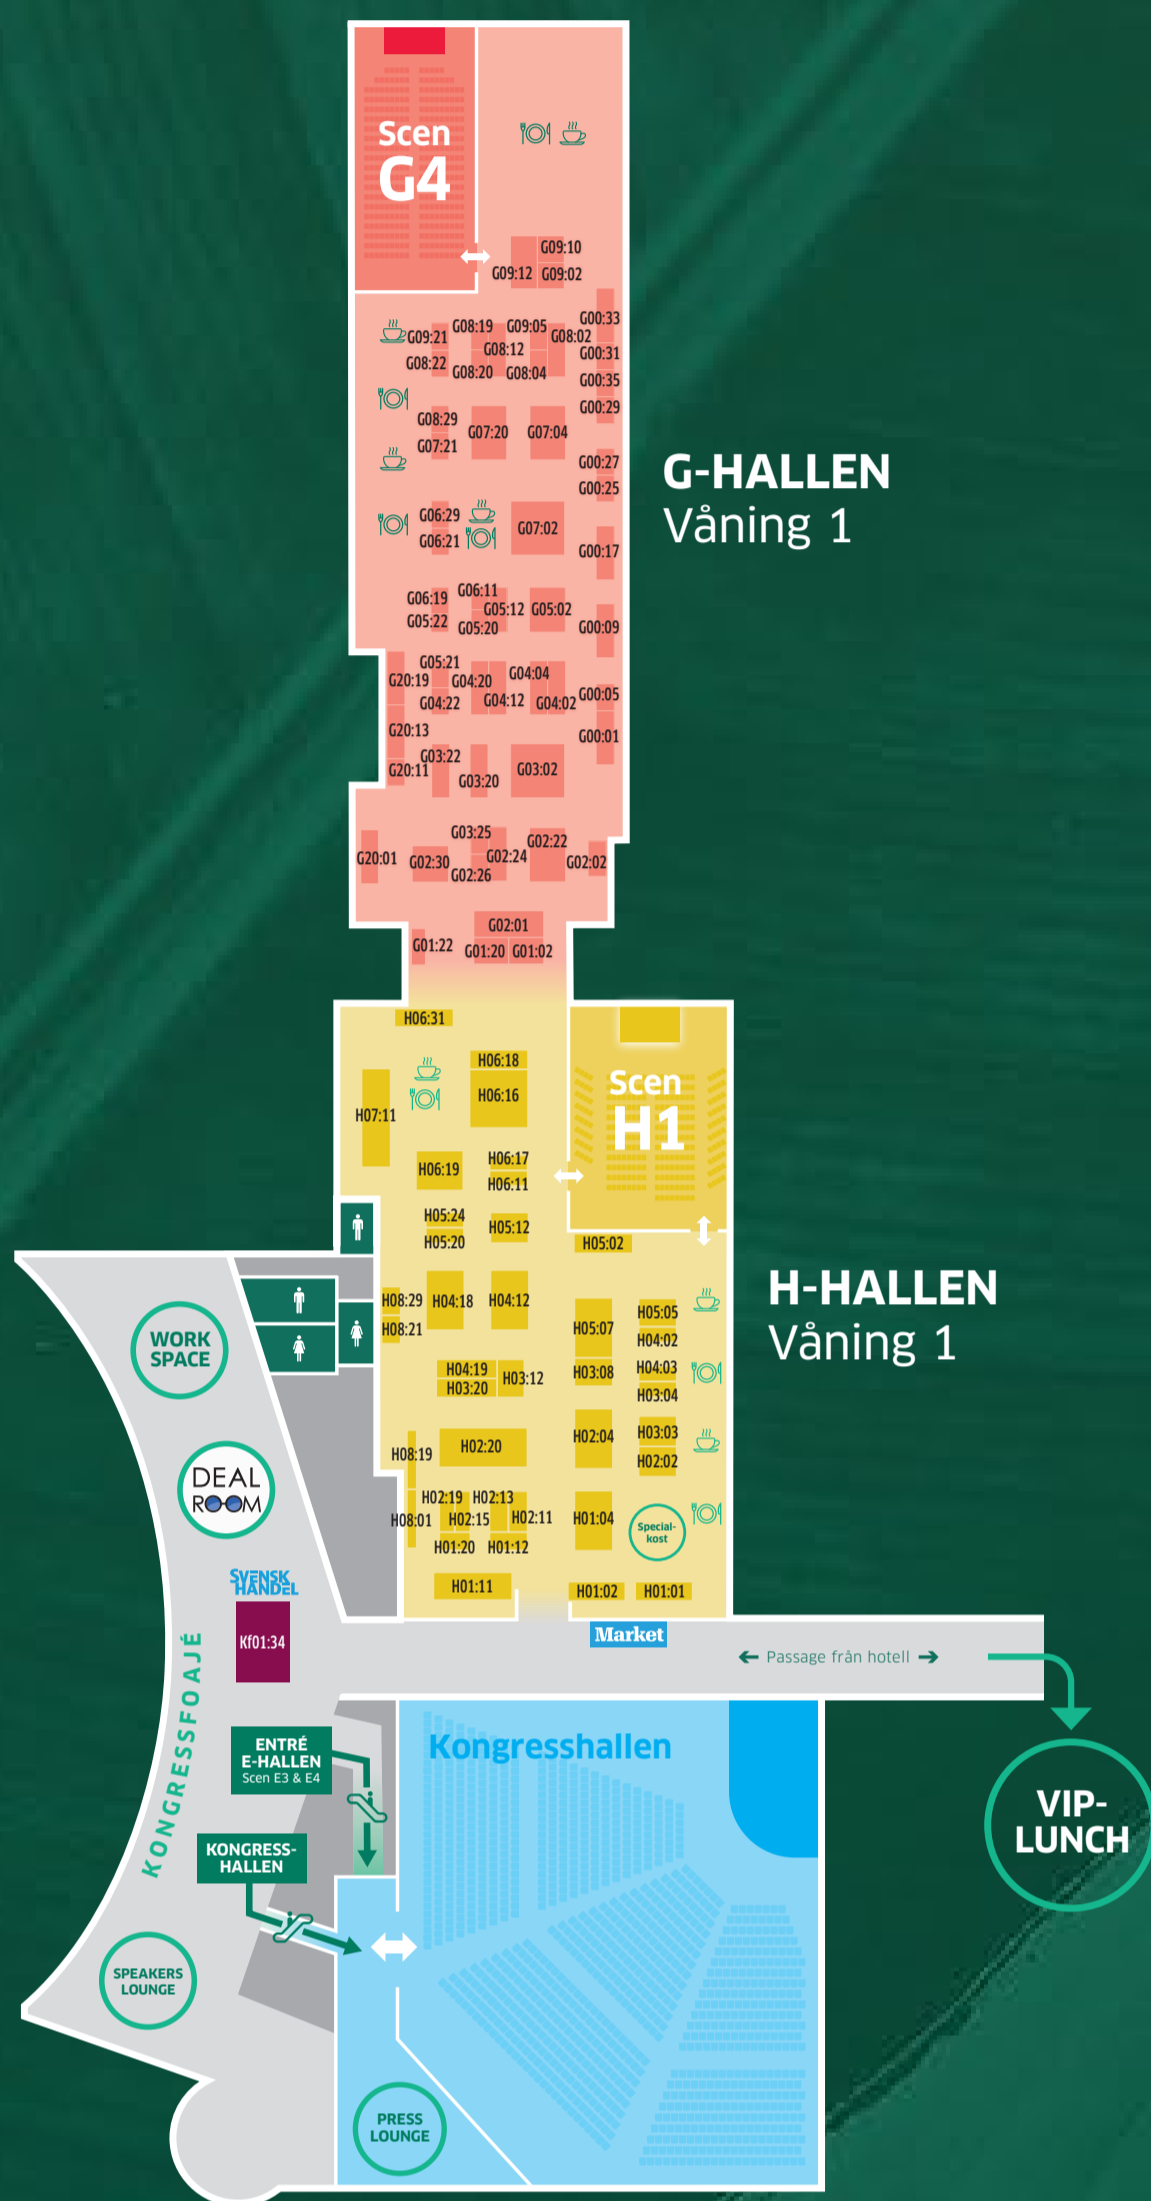 Scen
G4
G09:10
G09:12
G09:02
G00:33
G08:19
G09:05
G09:21
G08:02
G08:12
G00:31
G08:22
G08:20
G08:04
G00:35
G00:29
G08:29
G07:20
G07:04
G07:21
G00:27
G00:25
G-HALLEN
Våning 1
G06:29
G07:02
G06:21
G00:17
G06:11
G06:19
G05:12
G05:02
G05:22
G05:20
G00:09
G05:21
G20:19
G04:20
G04:04
G04:22
G04:12
G04:02
G00:05
G20:13
G00:01
G03:22
G20:11
G03:20
G03:02
G03:25
G02:22
G20:01
G02:30
G02:24
G02:02
G02:26
G02:01
G01:22
G01:20
G01:02
H06:31
H06:18
H06:16
H07:11
Scen
H1
H06:17
H06:19
H06:11
H05:24
H05:12
H05:20
H05:02
H08:29
H04:18
H04:12
H08:21
H05:07
H05:05
H04:02
H-HALLEN
Våning 1
WORK
SPACE
H04:19
H03:20
H03:12
H03:08
H04:03
H03:04
H02:04
H03:03
H02:02
H02:20
H08:19
DEAL
ROOM
H02:19
H02:13
H08:01
H02:15
H02:11
H01:04
H01:20
H01:12
Special-
kost
H01:11
H01:02
H01:01
SVENSK
HANDEL
Kf01:34
Market
Passage från hotell
KONGRESSFOAJÉ
ENTRÉ
E-HALLEN
Scen E3 & E4
Kongresshallen
VIP-
LUNCH
KONGRESS-
HALLEN
SPEAKERS
LOUNGE
PRESS
LOUNGE